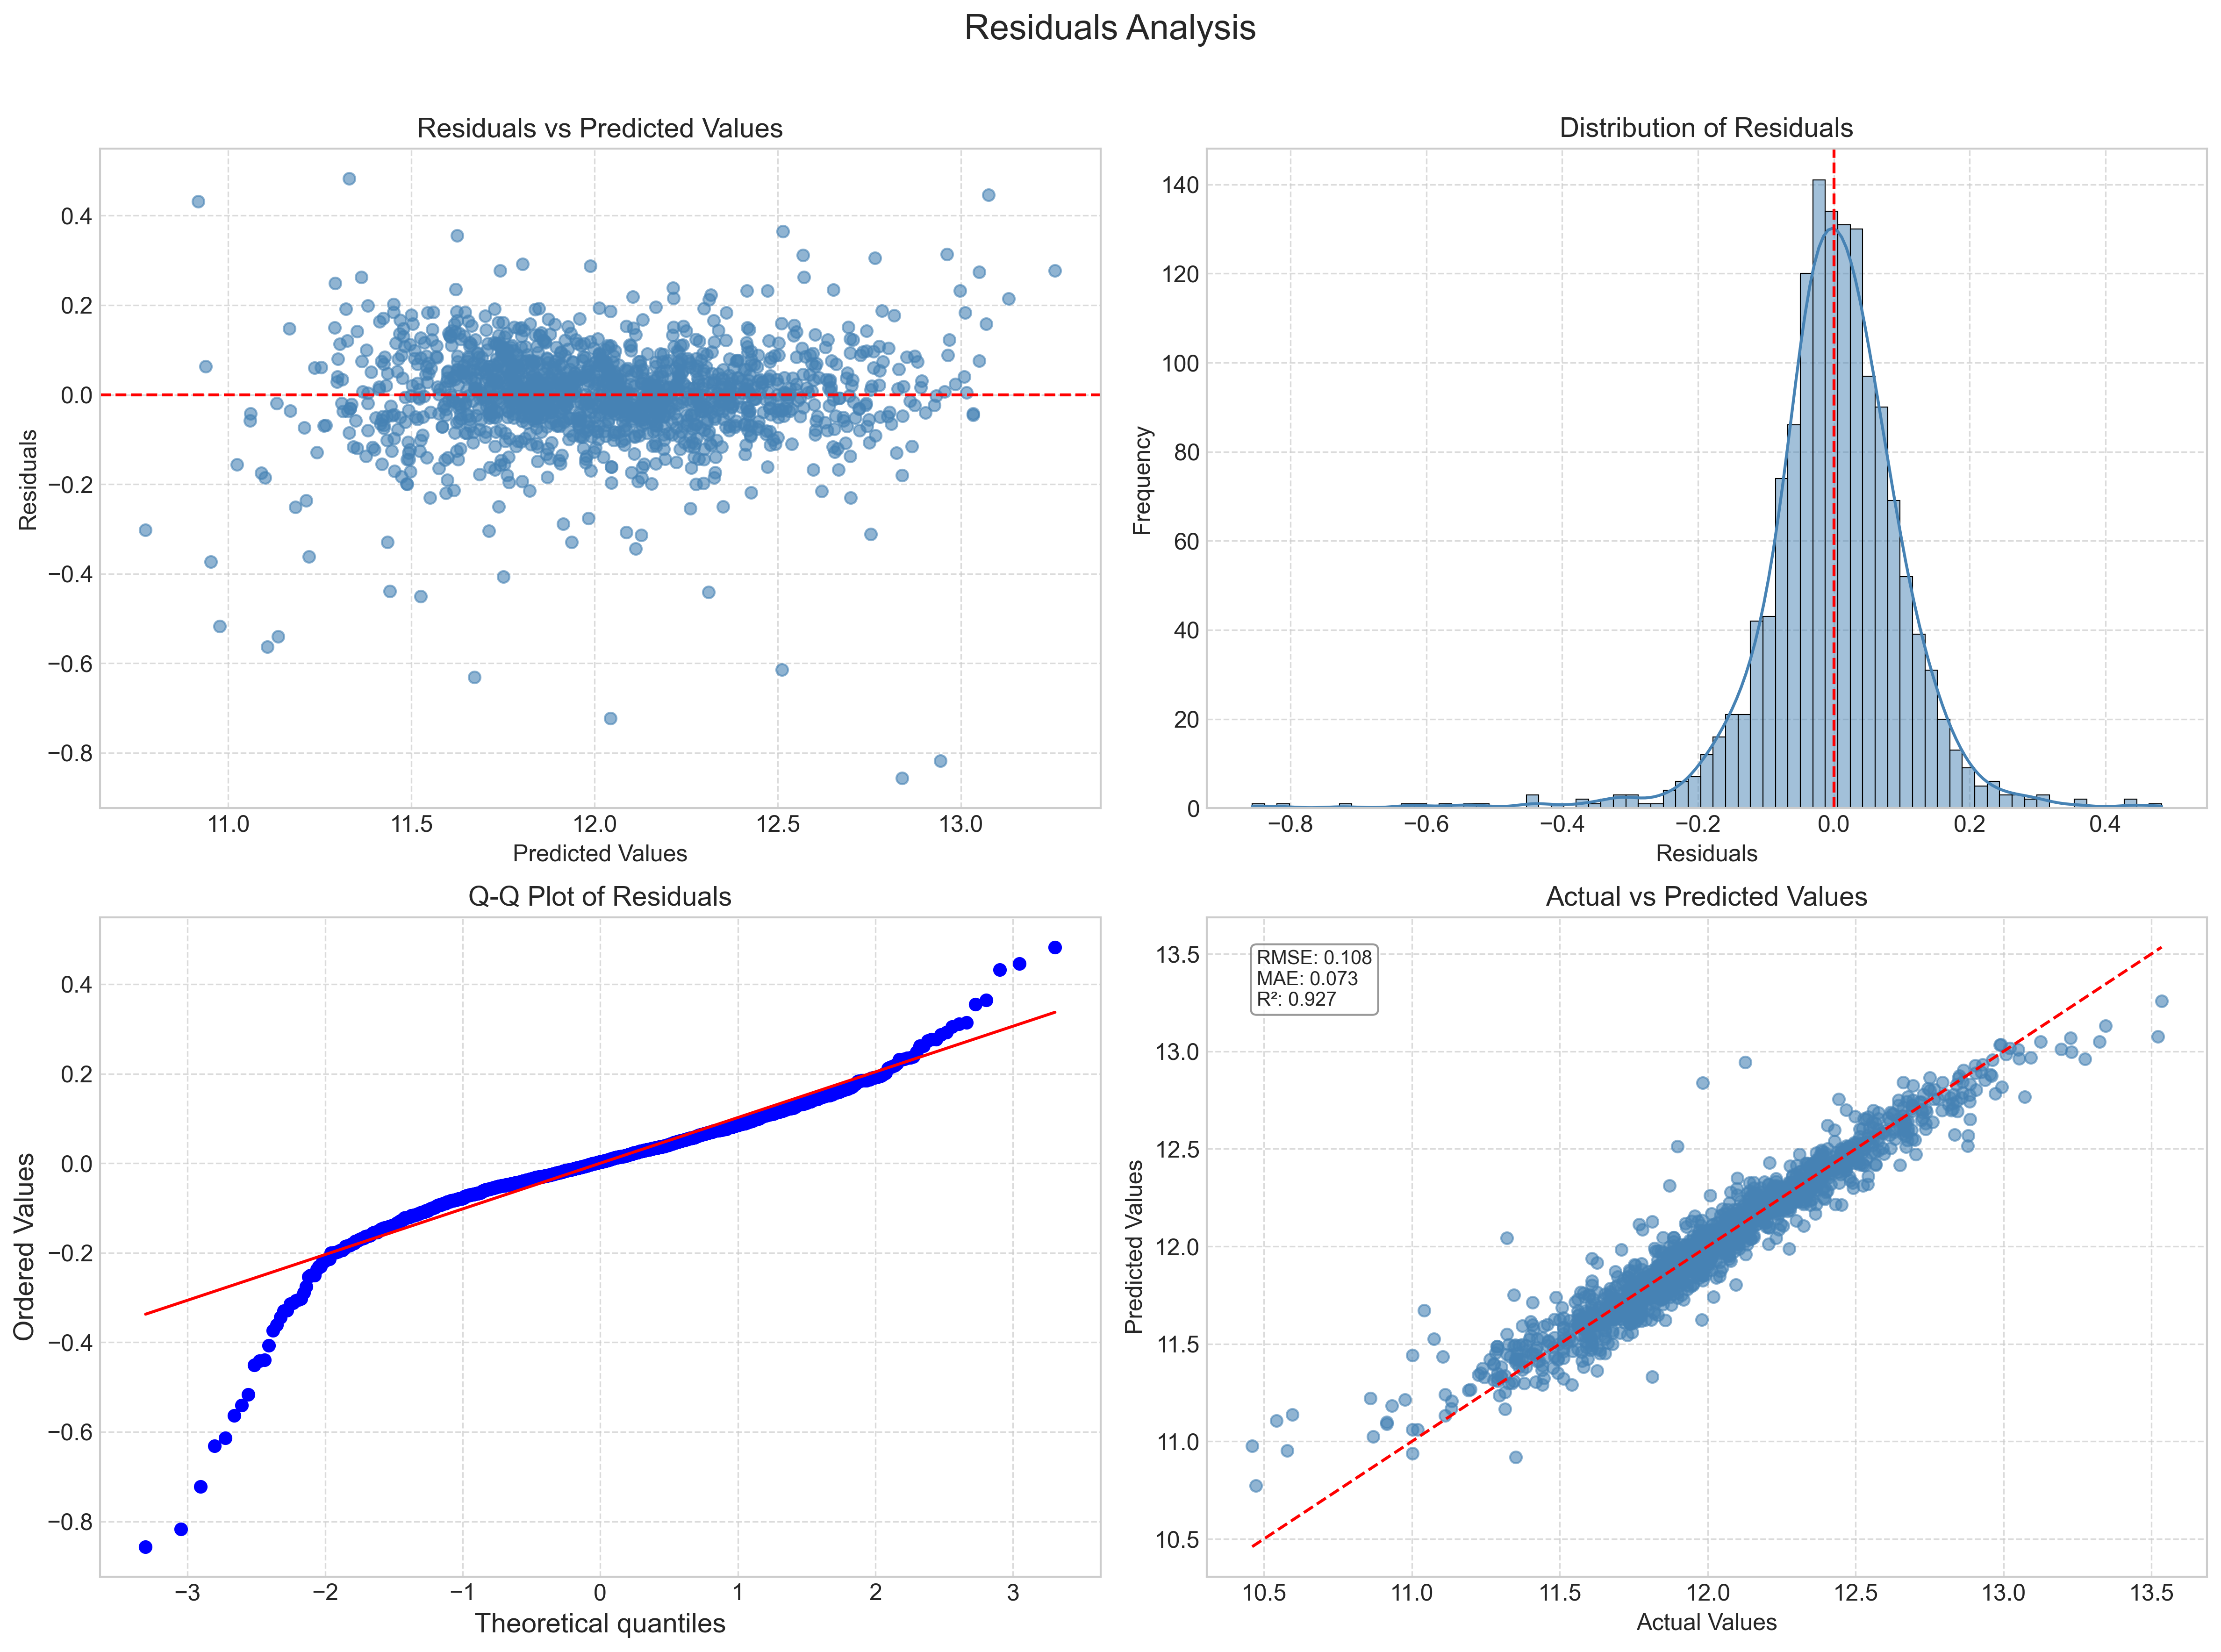 Residuals Analysis
Residuals vs Predicted Values
Residuals
0.4
0.2
0.0
−0.2
−0.4
−0.6
−0.8
11.0 11.5 12.0 12.5 13.0
Predicted Values
Distribution of Residuals
Frequency
140
120
100
80
60
40
20
0
−0.8 −0.6 −0.4 −0.2 0.0 0.2 0.4
Residuals
Q-Q Plot of Residuals
Ordered Values
0.4
0.2
0.0
−0.2
−0.4
−0.6
−0.8
−3 −2 −1 0 1 2 3
Theoretical quantiles
Actual vs Predicted Values
RMSE: 0.108
MAE: 0.073
R²: 0.927
Predicted Values
13.5
13.0
12.5
12.0
11.5
11.0
10.5
10.5 11.0 11.5 12.0 12.5 13.0 13.5
Actual Values